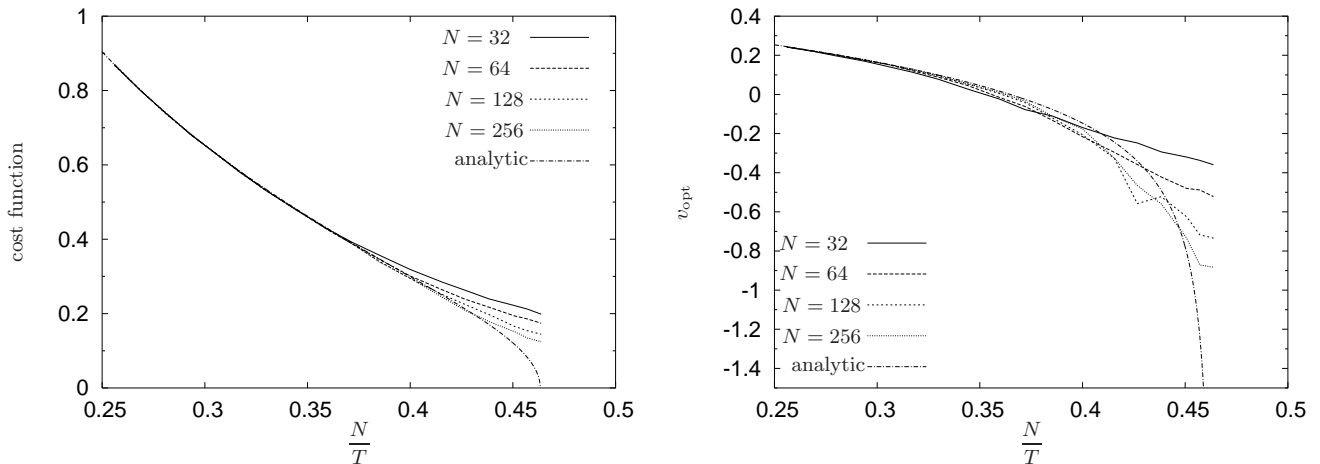 cost function
1
0.8
0.6
0.4
0.2
0
0.25
0.3
0.35
0.4
0.45
0.5
N/T
N = 32
N = 64
N = 128
N = 256
analytic
v_opt
0.4
0.2
0
-0.2
-0.4
-0.6
-0.8
-1
-1.2
-1.4
0.25
0.3
0.35
0.4
0.45
0.5
N/T
N = 32
N = 64
N = 128
N = 256
analytic